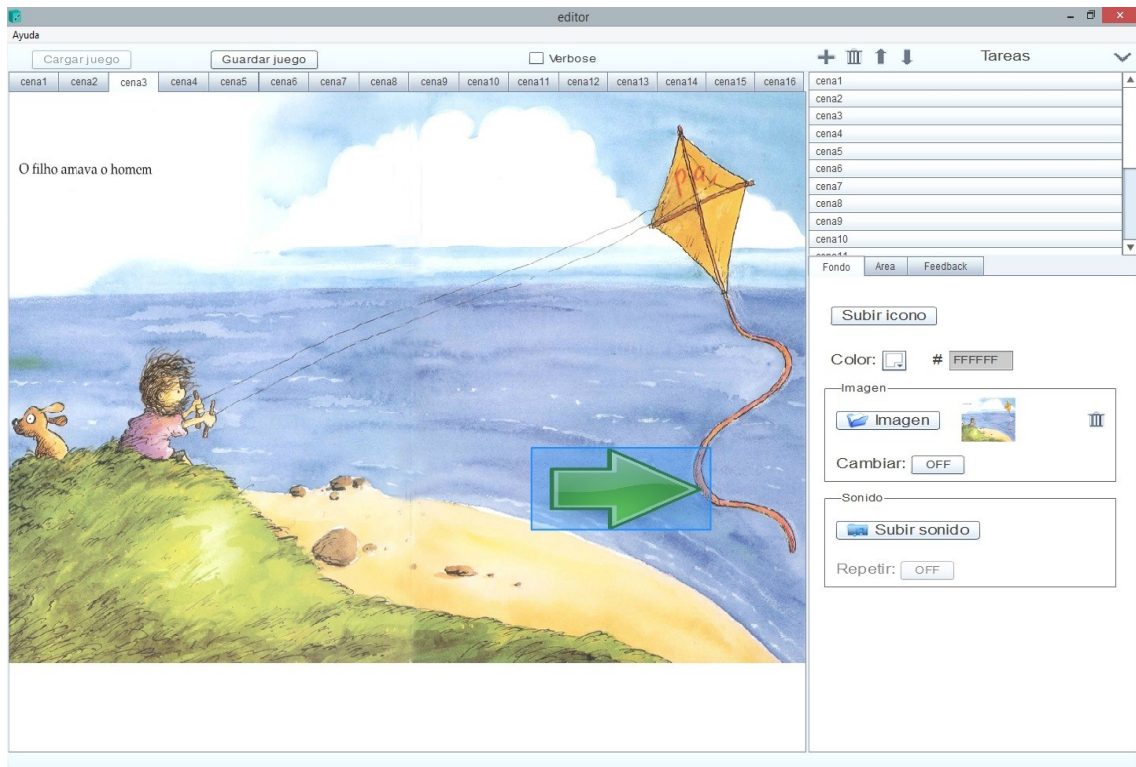 editor
Ayuda
Cargar juego Guardar juego Verbose Tareas
cena1 cena2 cena3 cena4 cena5 cena6 cena7 cena8 cena9 cena10 cena11 cena12 cena13 cena14 cena15 cena16
O filho amava o homem
pai
cena1
cena2
cena3
cena4
cena5
cena6
cena7
cena8
cena9
cena10
cena11
Fondo Area Feedback
Subir icono
Color: # FFFFFF
Imagen
Imagen
Cambiar: OFF
Sonido
Subir sonido
Repetir: OFF